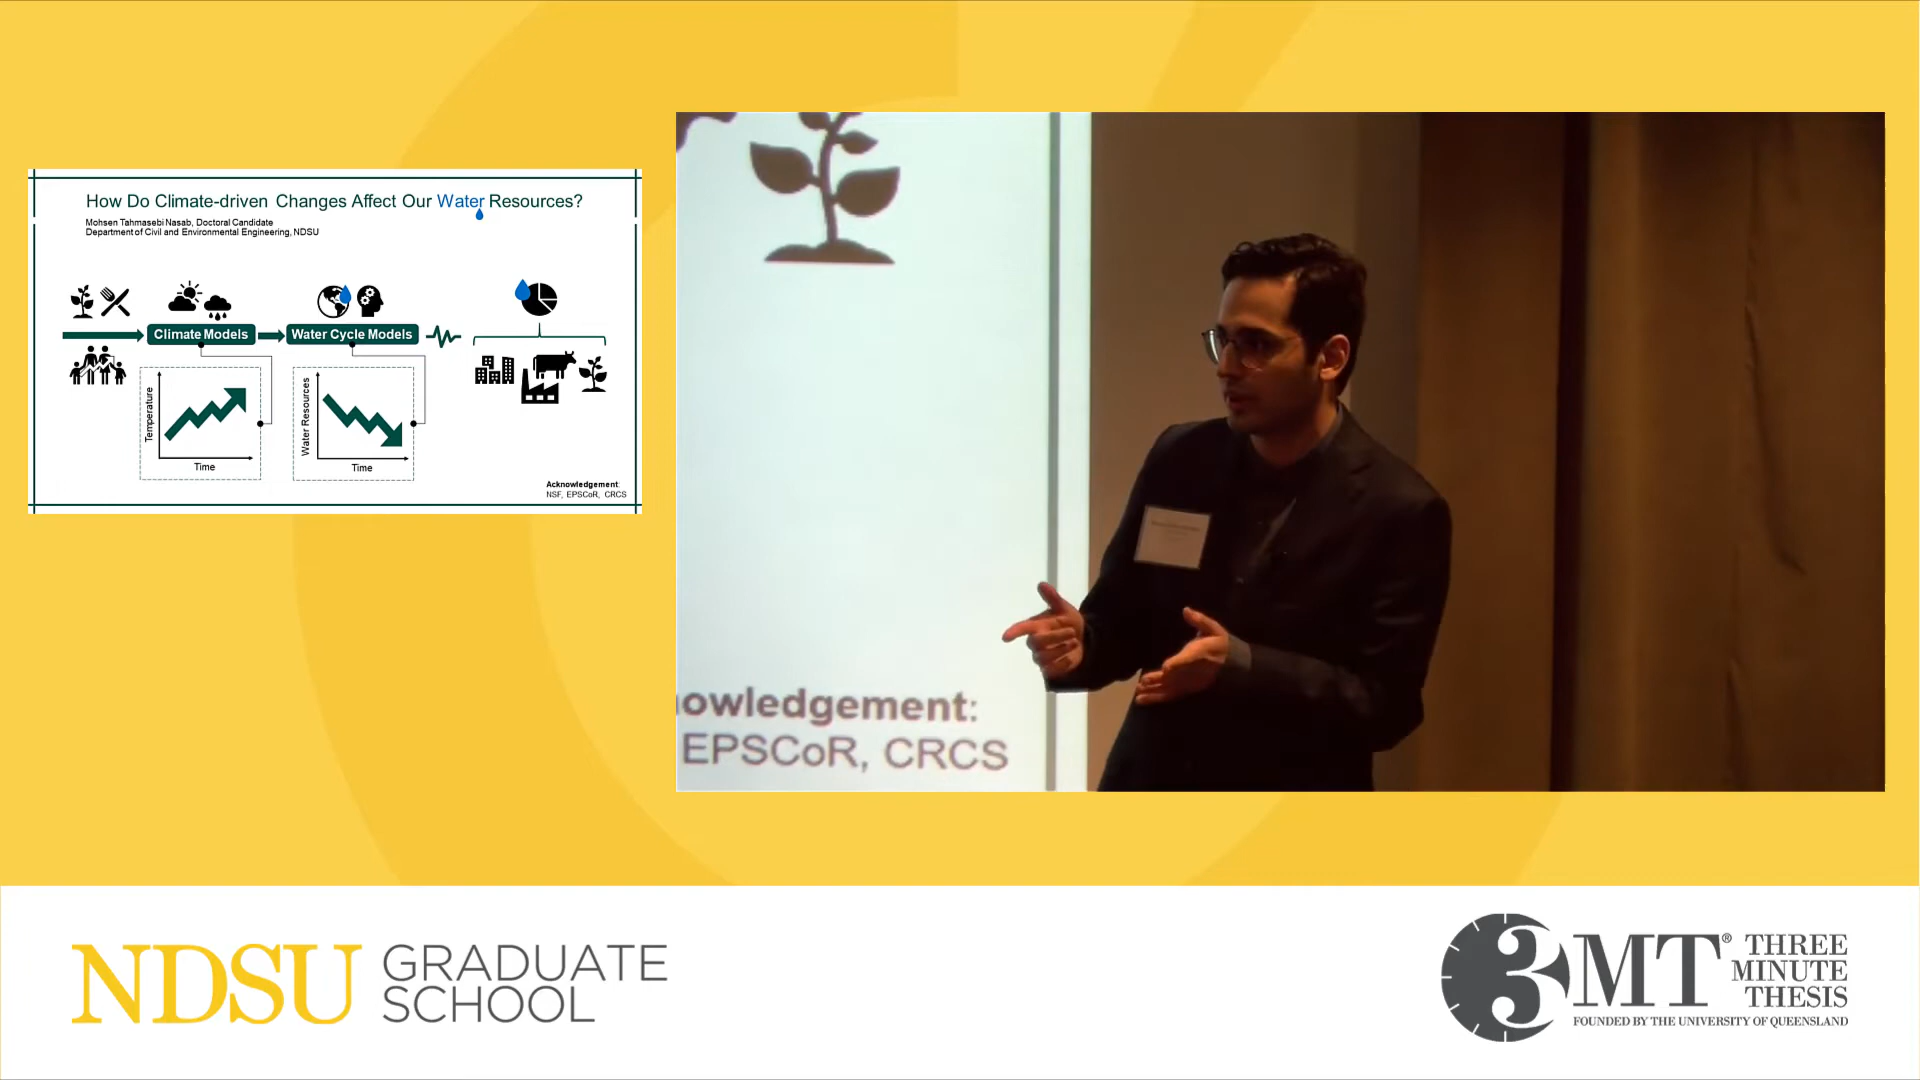 How Do Climate-driven Changes Affect Our Water Resources?
Mohsen Tahmasebi Nasab, Doctoral Candidate
Department of Civil and Environmental Engineering, NDSU
Climate Models
Water Cycle Models
Temperature
Time
Water Resources
Time
Acknowledgement:
NSF, EPSCoR, CRCS
owledgement:
EPSCoR, CRCS
NDSU GRADUATE
SCHOOL
3MT® THREE
MINUTE
THESIS
FOUNDED BY THE UNIVERSITY OF QUEENSLAND